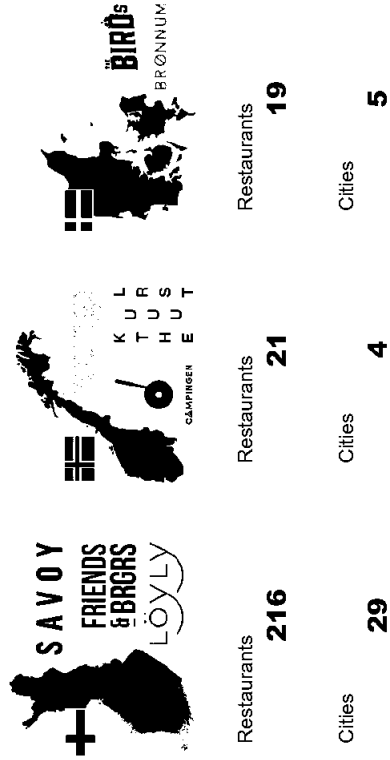 SAVOY
FRIENDS
& BRGRS
LÖYLY
Restaurants
216
Cities
29
KUL
TURS
HUS
ET
CAMPINGEN
Restaurants
21
Cities
4
THE
BIRDs
BRØNNUM
Restaurants
19
Cities
5